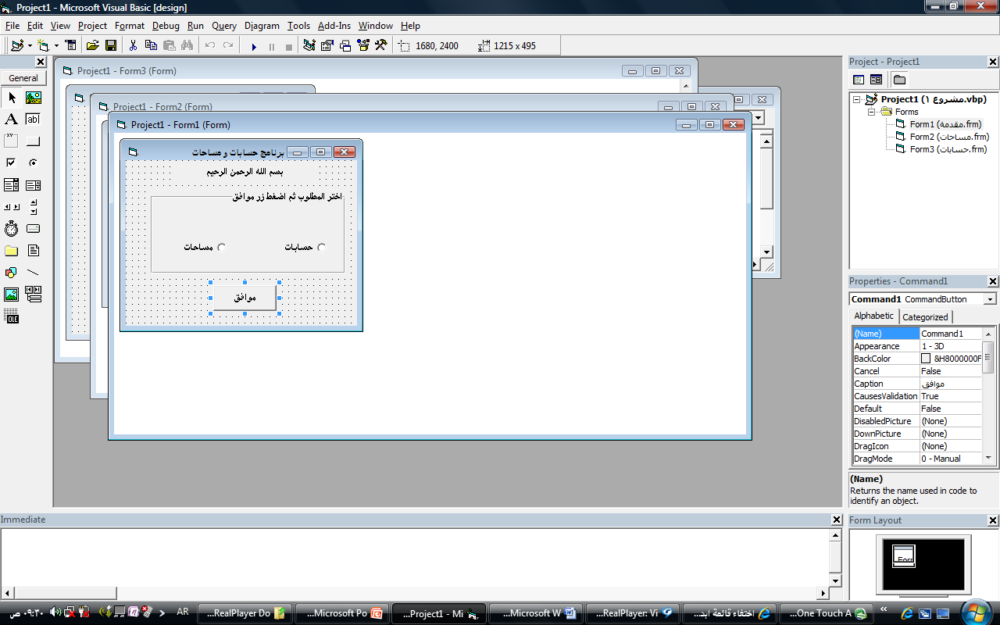 Project1 - Microsoft Visual Basic [design]
File Edit View Project Format Debug Run Query Diagram Tools Add-Ins Window Help
1680, 2400 1215 x 495
General
A
ab|
xy
OLE
Project1 - Form3 (Form)
Project1 - Form2 (Form)
Project1 - Form1 (Form)
برنامج حسابات و مساحات
بسم الله الرحمن الرحيم
اختر المطلوب ثم اضغط زر موافق
حسابات
مساحات
موافق
Project - Project1
Project1 (مشروع ١.vbp)
Forms
Form1 (مقدمة.frm)
Form2 (مساحات.frm)
Form3 (حسابات.frm)
Properties - Command1
Command1 CommandButton
Alphabetic Categorized
(Name) Command1
Appearance 1 - 3D
BackColor &H8000000F
Cancel False
Caption موافق
CausesValidation True
Default False
DisabledPicture (None)
DownPicture (None)
DragIcon (None)
DragMode 0 - Manual
(Name)
Returns the name used in code to
identify an object.
Immediate
Form Layout
Form
٠٩:٣٠ ص
AR
...RealPlayer Do
...Microsoft Po
...Project1 - Mi
...Microsoft W
...RealPlayer: Vi
اختفاء قائمة ابد...
...One Touch A